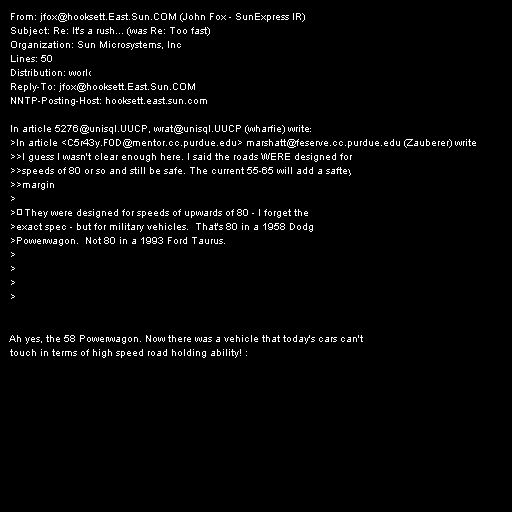 From: jfox@hooksett.East.Sun.COM (John Fox - SunExpress IR)
Subject: Re: It's a rush... (was Re: Too fast)
Organization: Sun Microsystems, Inc
Lines: 50
Distribution: work
Reply-To: jfox@hooksett.East.Sun.COM
NNTP-Posting-Host: hooksett.east.sun.com

In article 5276@unisql.UUCP, wrat@unisql.UUCP (wharfie) write:
>In article <C5r43y.F0D@mentor.cc.purdue.edu> marshatt@feserve.cc.purdue.edu (Zauberer) write
>>I guess I wasn't clear enough here. I said the roads WERE designed for
>>speeds of 80 or so and still be safe. The current 55-65 will add a saftey
>>margin
>
> They were designed for speeds of upwards of 80 - I forget the
>exact spec - but for military vehicles.  That's 80 in a 1958 Dodg
>Powerwagon.  Not 80 in a 1993 Ford Taurus.
>
>
>
>

Ah yes, the 58 Powerwagon. Now there was a vehicle that today's cars can't
touch in terms of high speed road holding ability! :